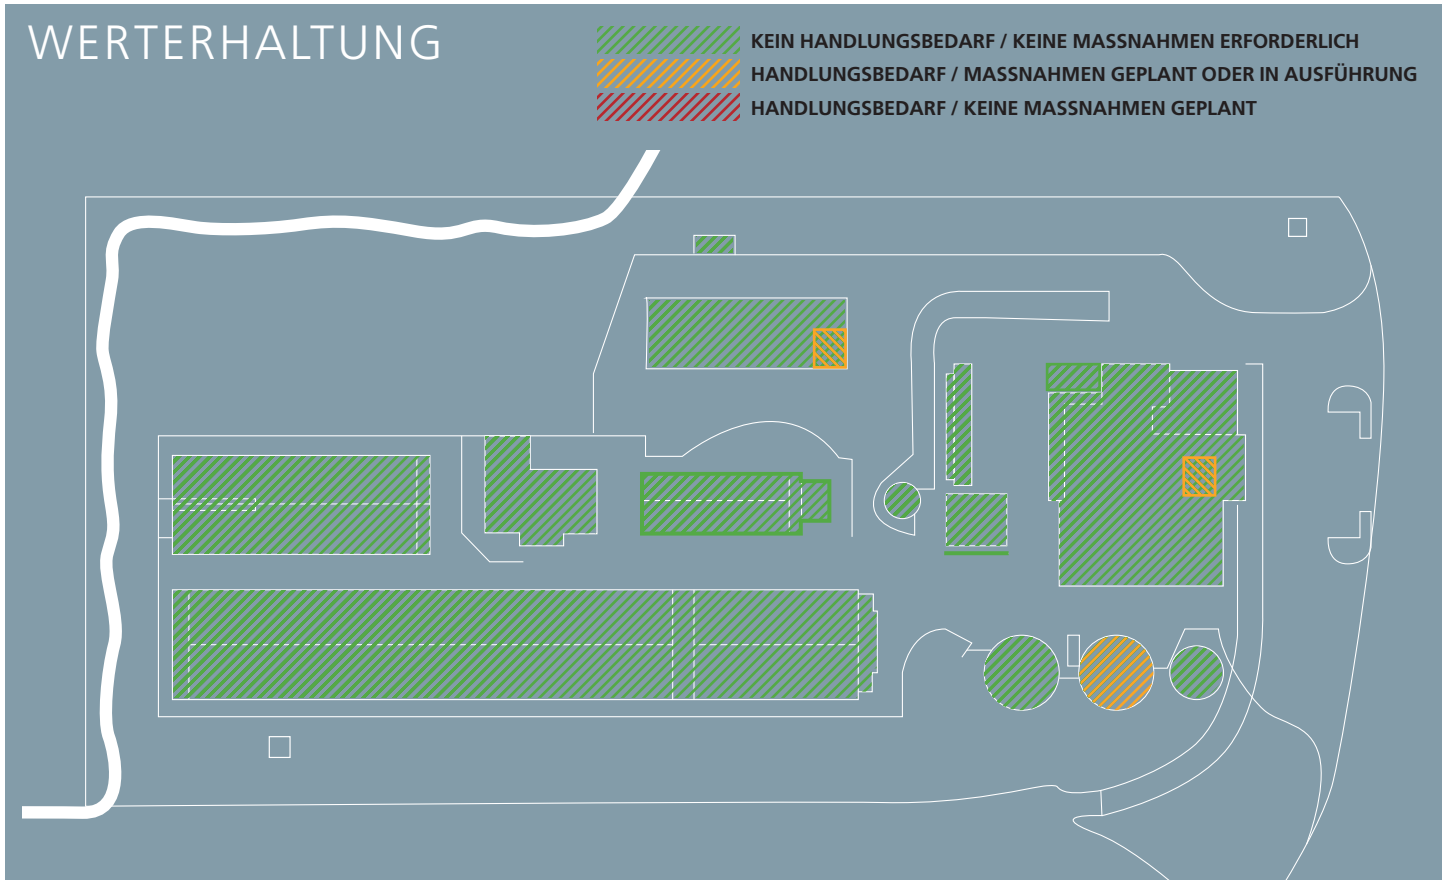 WERTERHALTUNG
KEIN HANDLUNGSBEDARF / KEINE MASSNAHMEN ERFORDERLICH
HANDLUNGSBEDARF / MASSNAHMEN GEPLANT ODER IN AUSFÜHRUNG
HANDLUNGSBEDARF / KEINE MASSNAHMEN GEPLANT